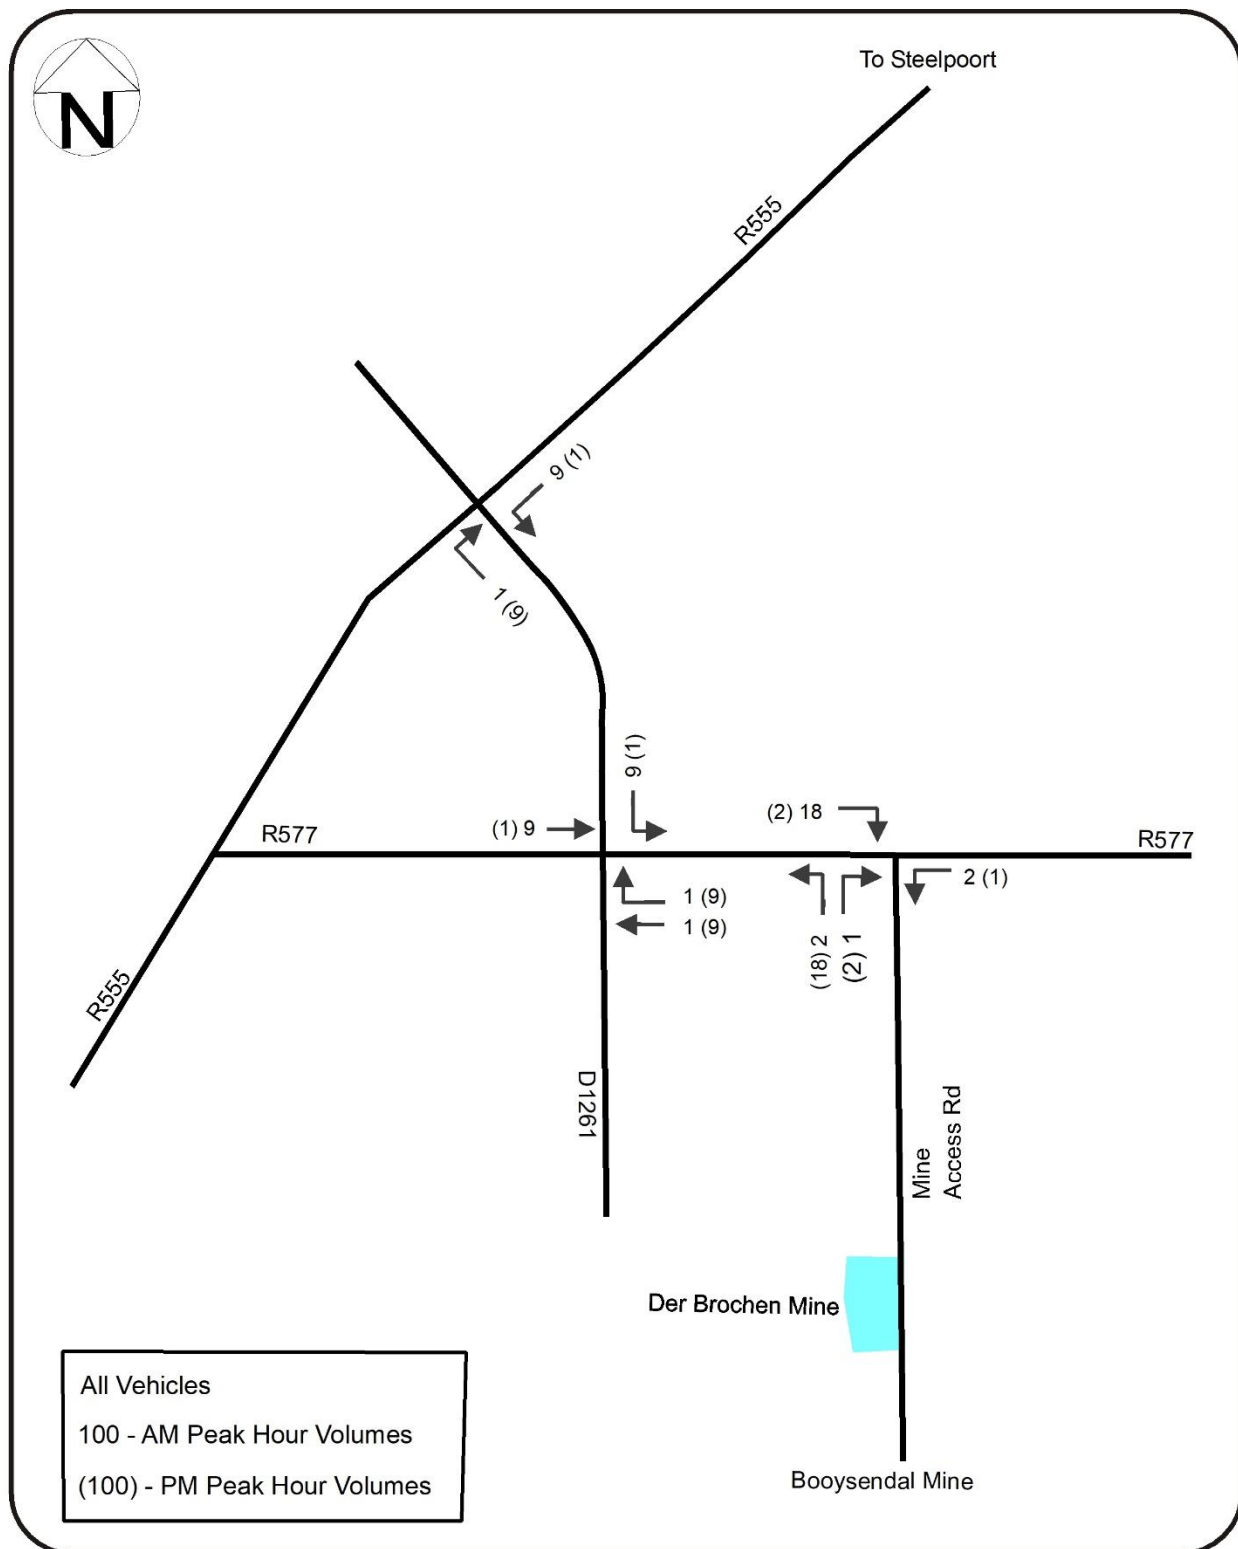 To Steelpoort
N
R555
9 (1)
1 (9)
9 (1)
(1) 9
(2) 18
R577
R577
2 (1)
1 (9)
1 (9)
(18) 2
(2) 1
R555
D1261
Mine
Access Rd
Der Brochen Mine
All Vehicles
100 - AM Peak Hour Volumes
(100) - PM Peak Hour Volumes
Booysendal Mine